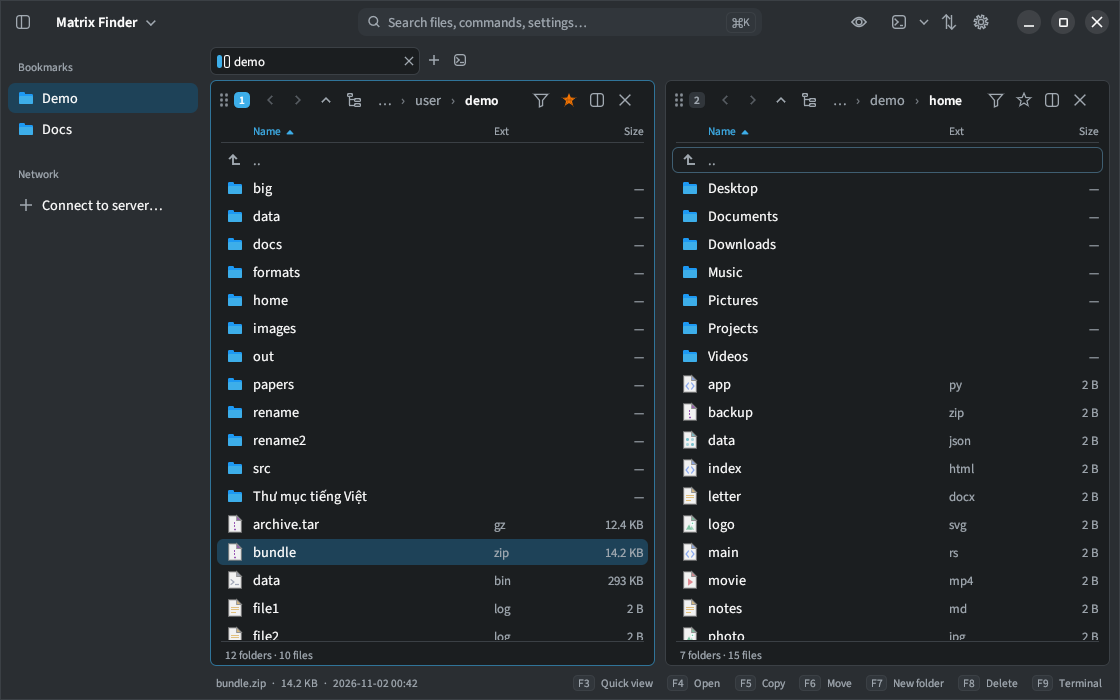 Matrix Finder
Search files, commands, settings…
⌘K
Bookmarks
Demo
Docs
Network
Connect to server…
demo
1
… › user › demo
Name Ext Size
..
big —
data —
docs —
formats —
home —
images —
out —
papers —
rename —
rename2 —
src —
Thư mục tiếng Việt —
archive.tar gz 12.4 KB
bundle zip 14.2 KB
data bin 293 KB
file1 log 2 B
file2 log 2 B
12 folders · 10 files
2
… › demo › home
Name Ext Size
..
Desktop —
Documents —
Downloads —
Music —
Pictures —
Projects —
Videos —
app py 2 B
backup zip 2 B
data json 2 B
index html 2 B
letter docx 2 B
logo svg 2 B
main rs 2 B
movie mp4 2 B
notes md 2 B
photo jpg 2 B
7 folders · 15 files
bundle.zip · 14.2 KB · 2026-11-02 00:42
F3 Quick view F4 Open F5 Copy F6 Move F7 New folder F8 Delete F9 Terminal